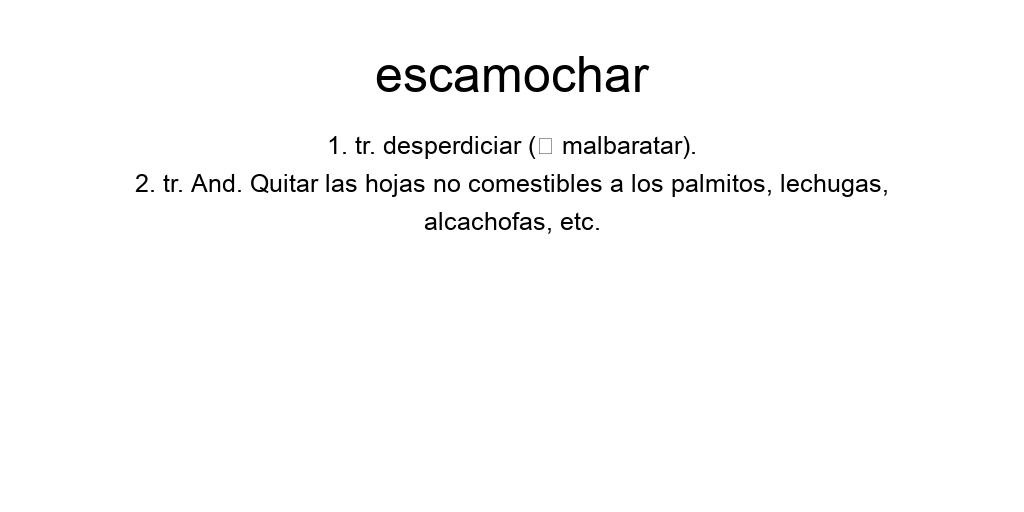 escamochar
1. tr. desperdiciar (□ malbaratar).
2. tr. And. Quitar las hojas no comestibles a los palmitos, lechugas,
alcachofas, etc.